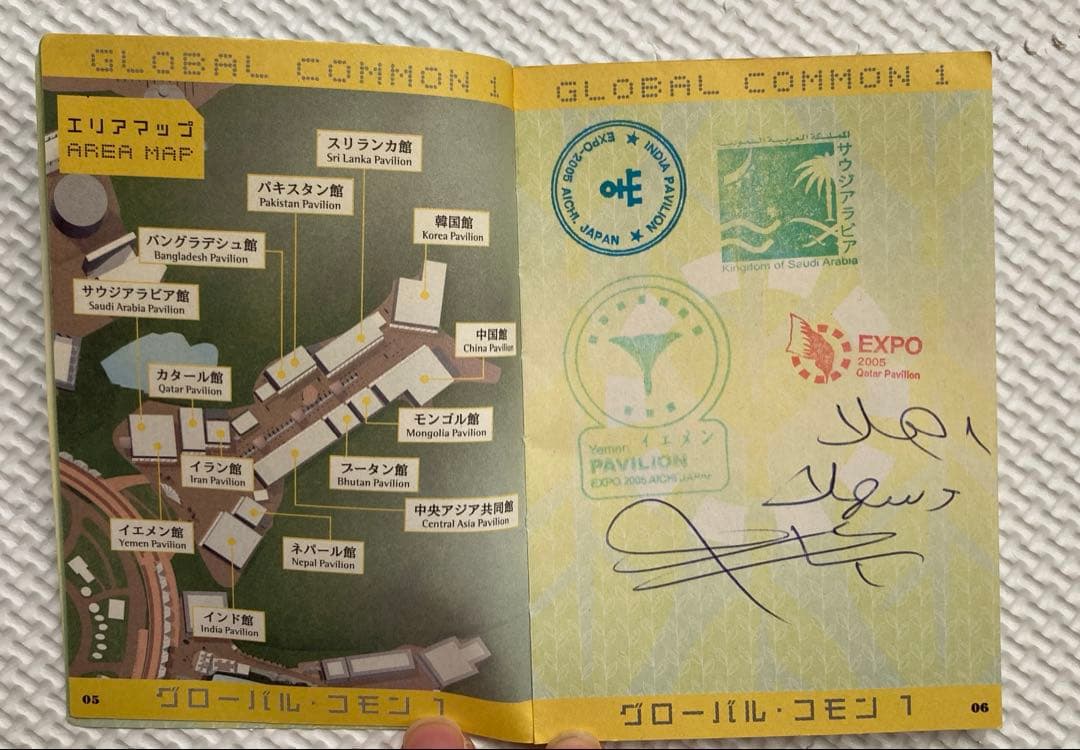 GLOBAL COMMON 1
エリアマップ
AREA MAP
スリランカ館
Sri Lanka Pavilion
パキスタン館
Pakistan Pavilion
韓国館
Korea Pavilion
バングラデシュ館
Bangladesh Pavilion
サウジアラビア館
Saudi Arabia Pavilion
中国館
China Pavilion
カタール館
Qatar Pavilion
モンゴル館
Mongolia Pavilion
イラン館
Iran Pavilion
ブータン館
Bhutan Pavilion
中央アジア共同館
Central Asia Pavilion
イエメン館
Yemen Pavilion
ネパール館
Nepal Pavilion
インド館
India Pavilion
05
グローバル・コモン 1
GLOBAL COMMON 1
INDIA PAVILION
EXPO-2005 AICHI, JAPAN
المملكة العربية السعودية
サウジアラビア
Kingdom of Saudi Arabia
EXPO
2005
Qatar Pavilion
Yemen イエメン
PAVILION
EXPO 2005 AICHI JAPAN
اهلا
وسهلا
グローバル・コモン 1
06